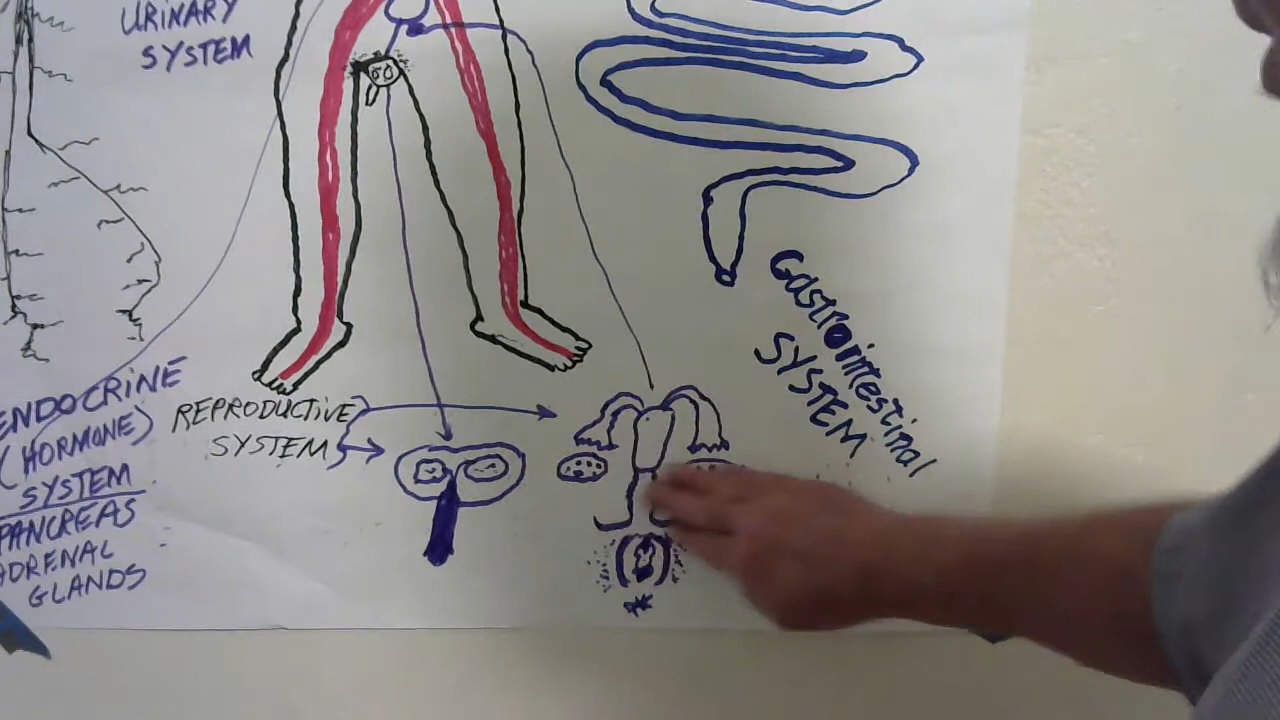 URINARY
SYSTEM
Gastrointestinal
SYSTEM
ENDOCRINE
(HORMONE)
SYSTEM
PANCREAS
ADRENAL
GLANDS
REPRODUCTIVE
SYSTEM